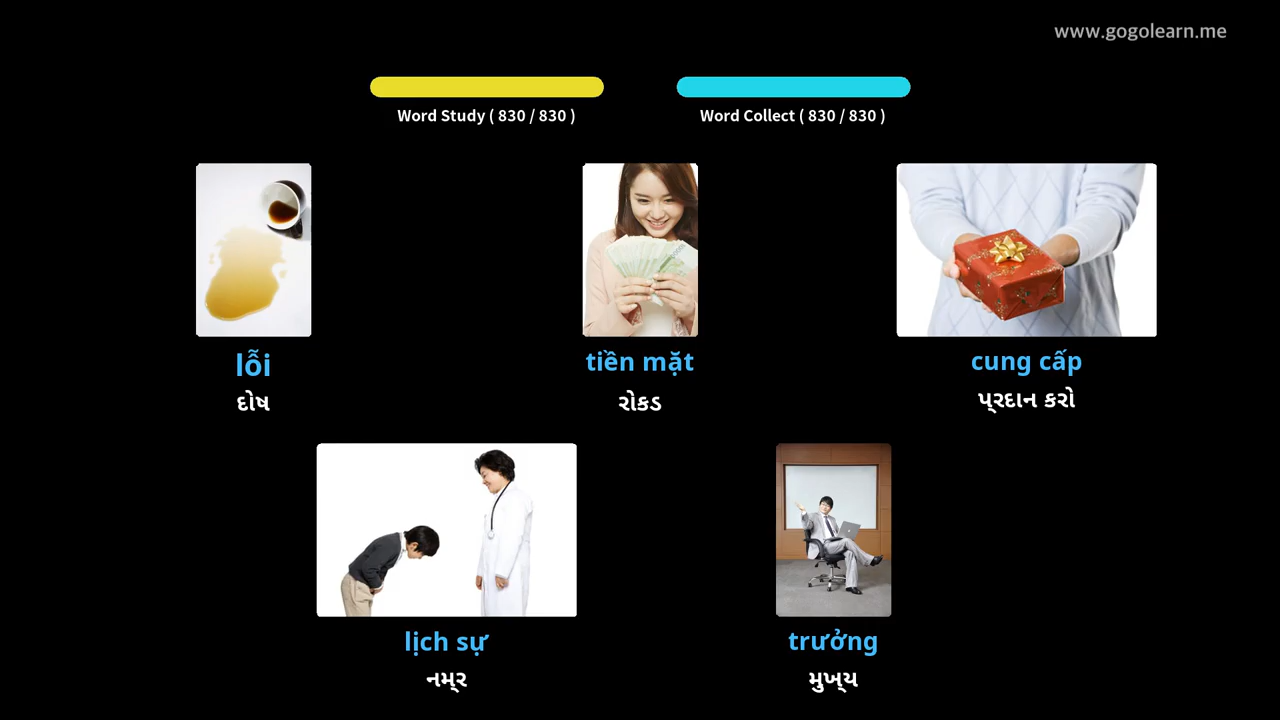 www.gogolearn.me
Word Study ( 830 / 830 )
Word Collect ( 830 / 830 )
lỗi
દોષ
tiền mặt
રોકડ
cung cấp
પ્રદાન કરો
lịch sự
નમ્ર
trưởng
મુખ્ય